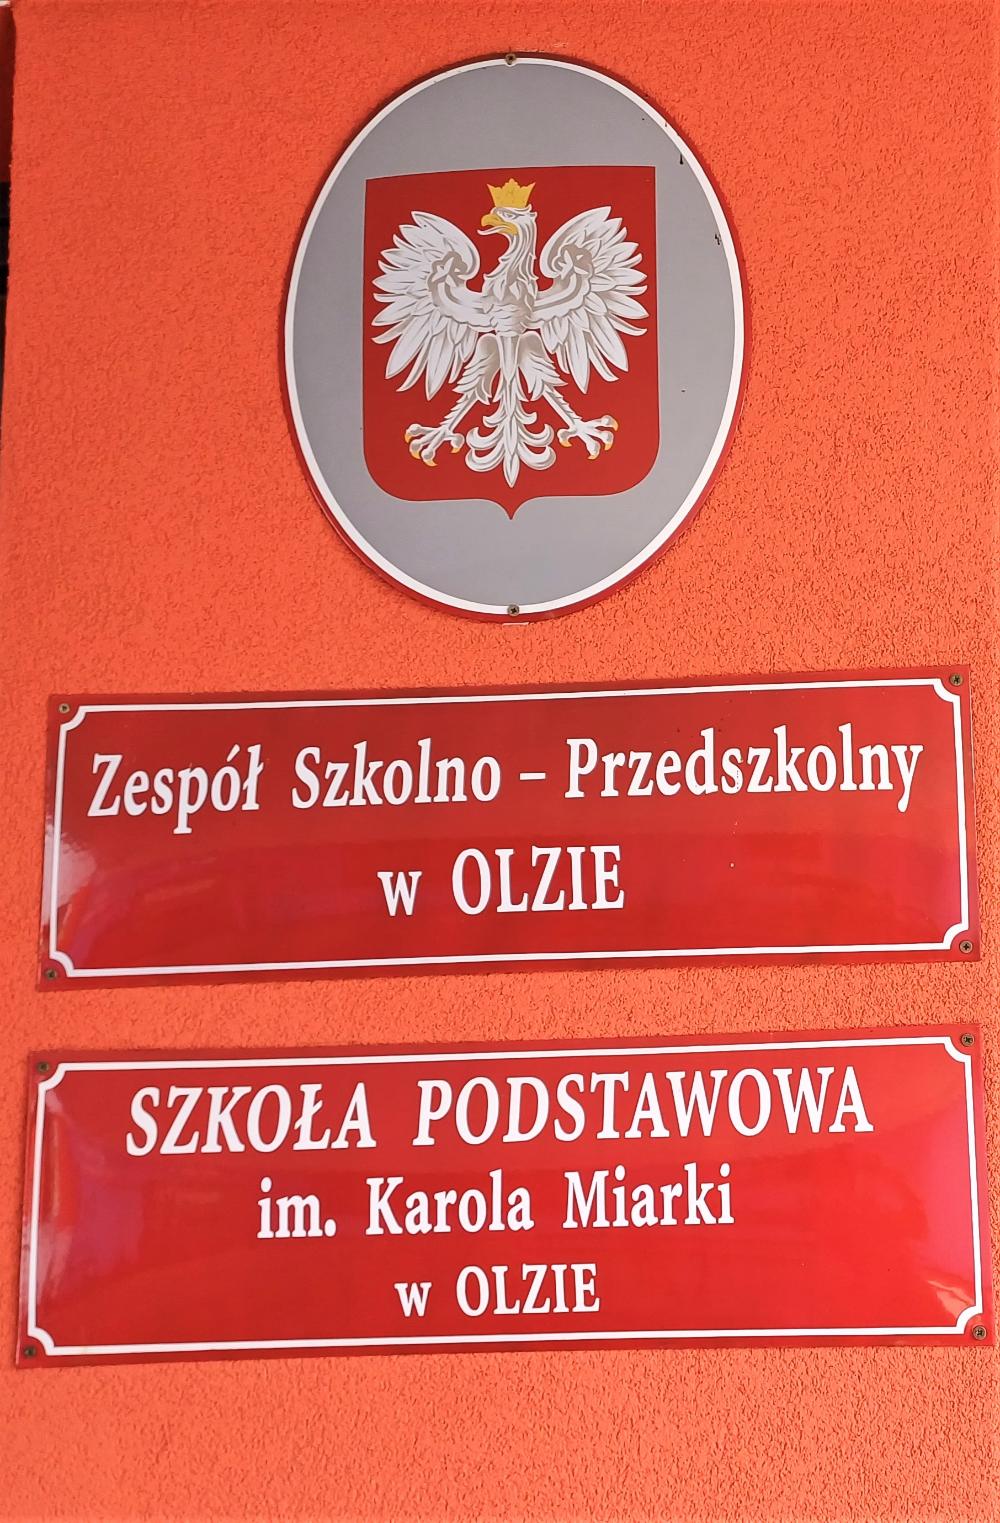 Zespół Szkolno – Przedszkolny
w OLZIE
SZKOŁA PODSTAWOWA
im. Karola Miarki
w OLZIE